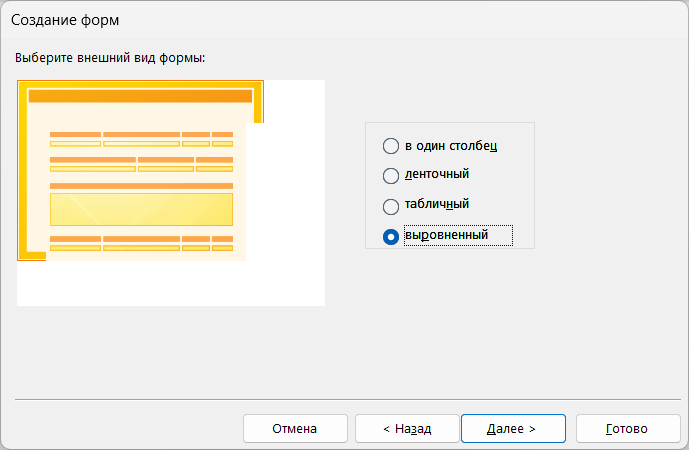 Создание форм
Выберите внешний вид формы:
в один столбец
ленточный
табличный
выровненный
Отмена
< Назад
Далее >
Готово